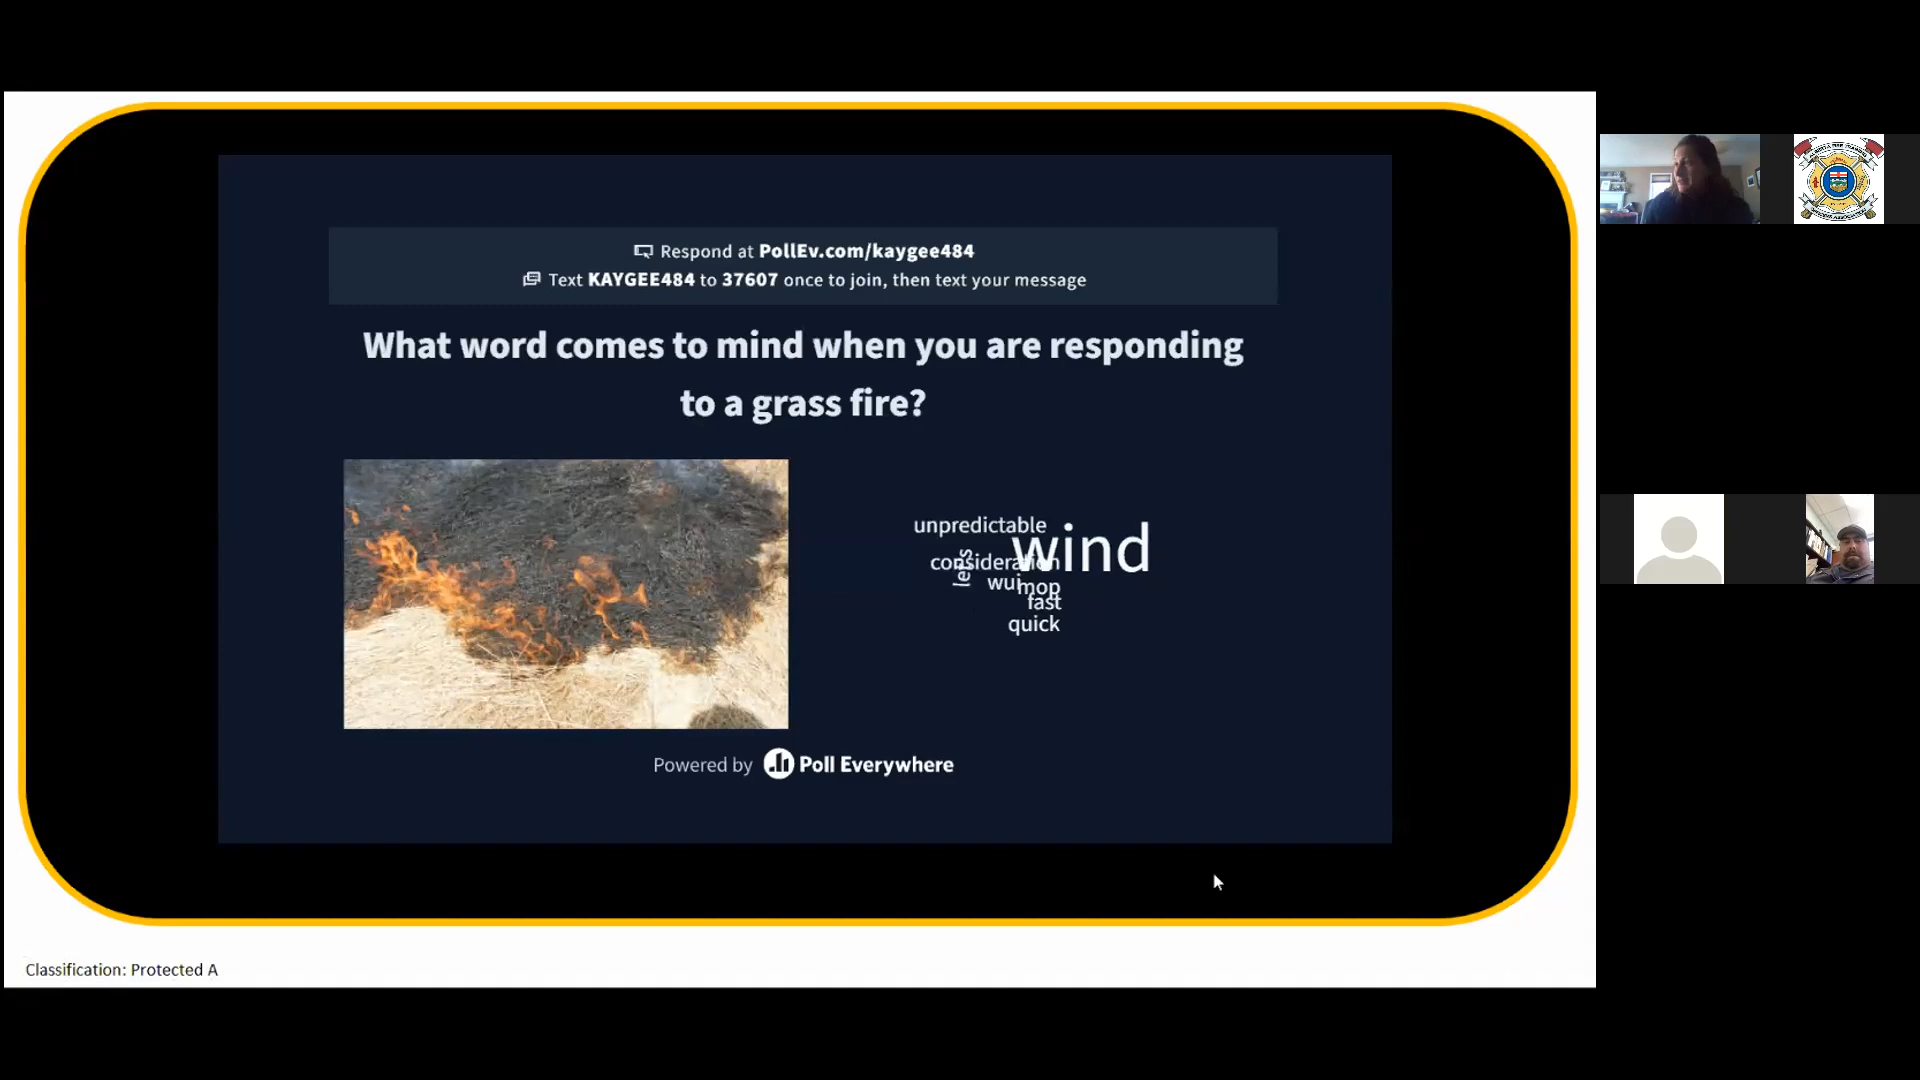 Respond at PollEv.com/kaygee484
Text KAYGEE484 to 37607 once to join, then text your message
What word comes to mind when you are responding
to a grass fire?
unpredictable
wind
consideration
lets
wui
mop
fast
quick
Powered by Poll Everywhere
Classification: Protected A